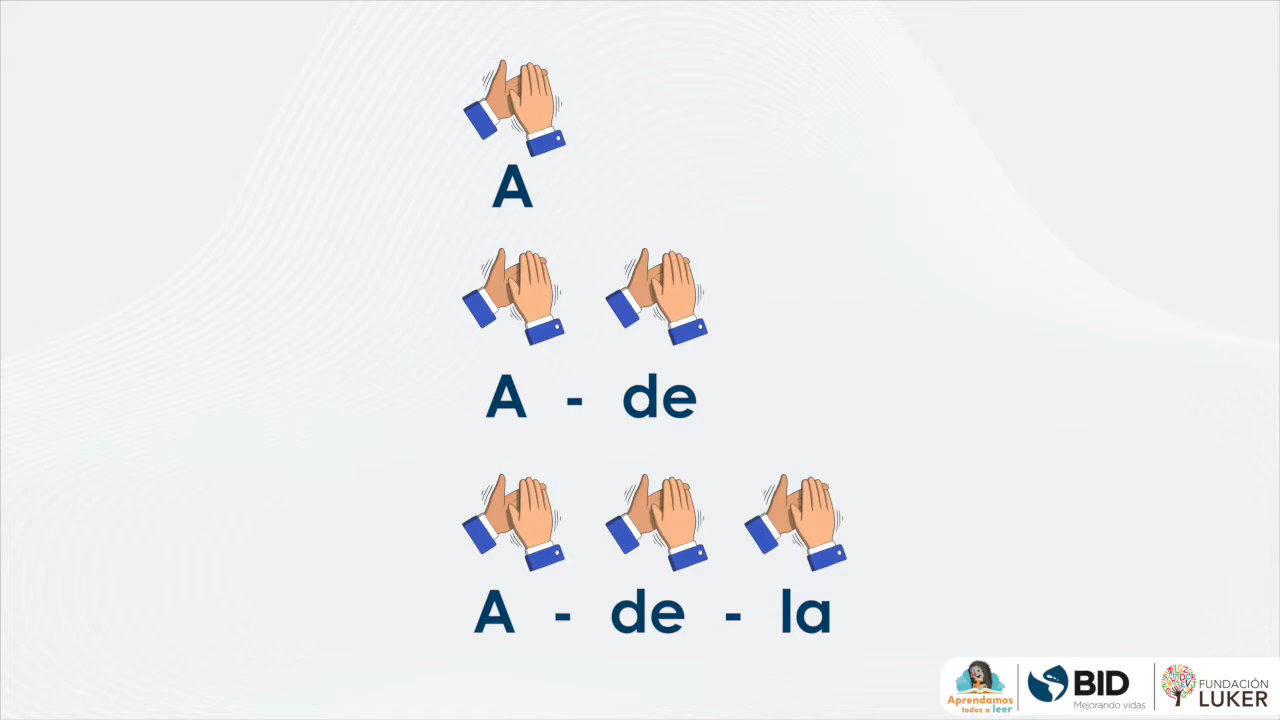 A
A - de
A - de - la
Aprendamos
todos a leer
BID
Mejorando vidas
FUNDACIÓN
LUKER